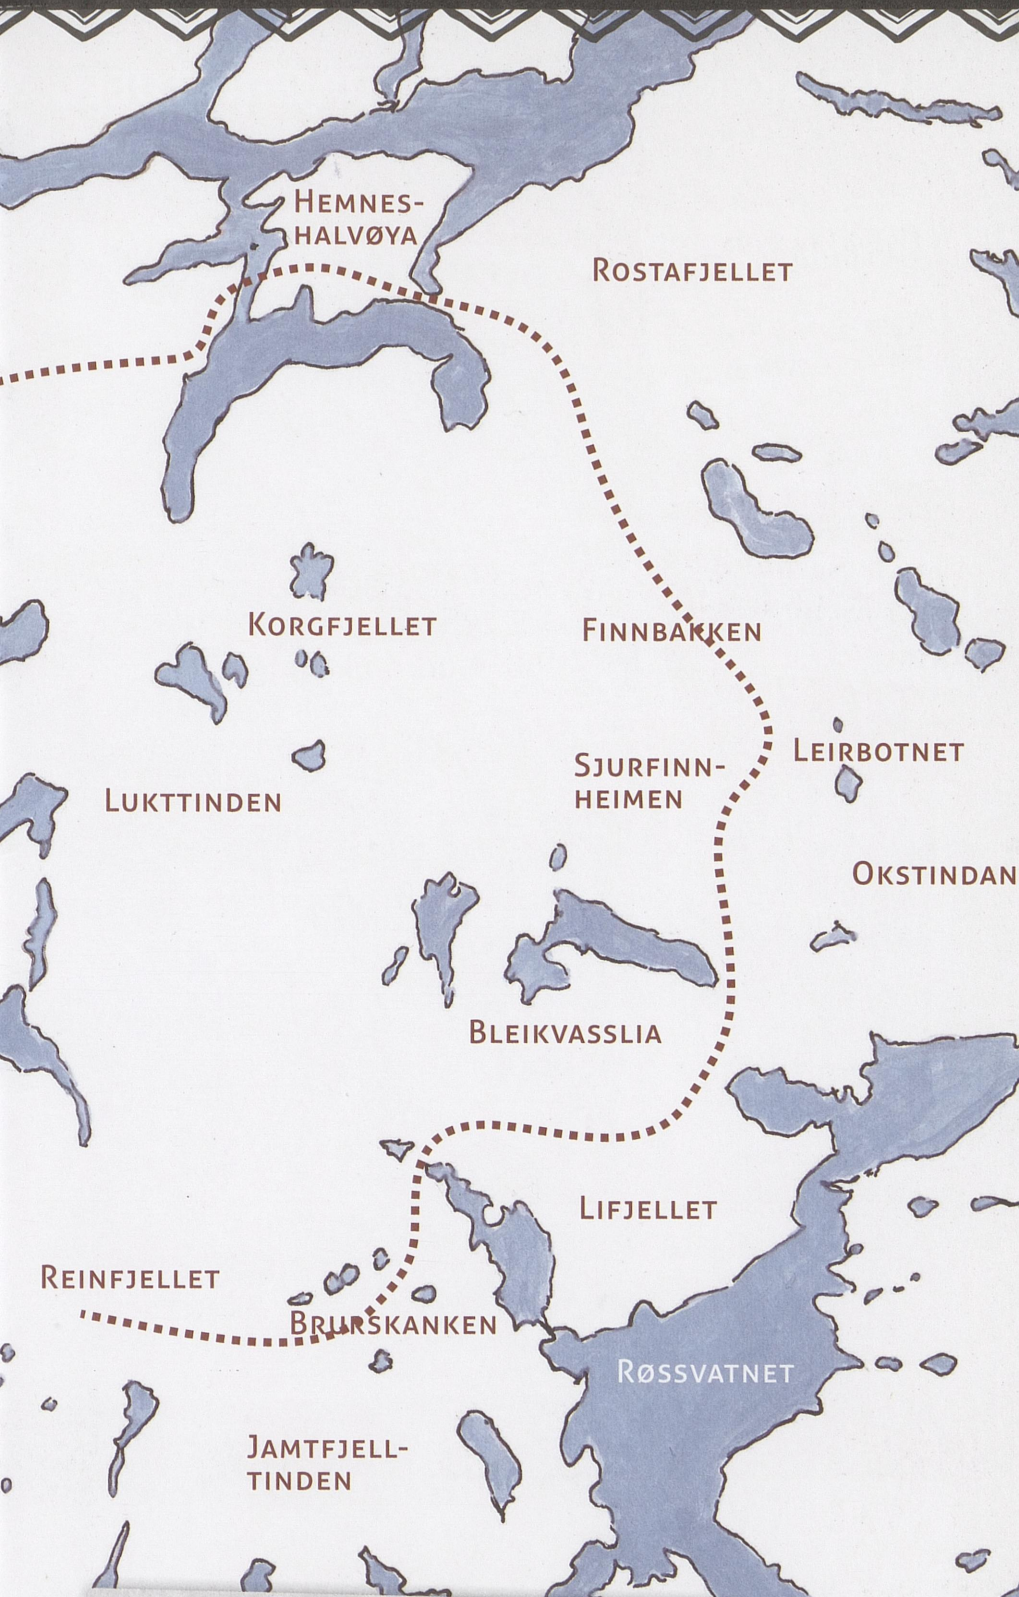 HEMNES-
HALVØYA
ROSTAFJELLET
KORGFJELLET
FINNBAKKEN
LEIRBOTNET
SJURFINN-
HEIMEN
LUKTTINDEN
OKSTINDAN
BLEIKVASSLIA
LIFJELLET
REINFJELLET
BRURSKANKEN
RØSSVATNET
JAMTFJELL-
TINDEN